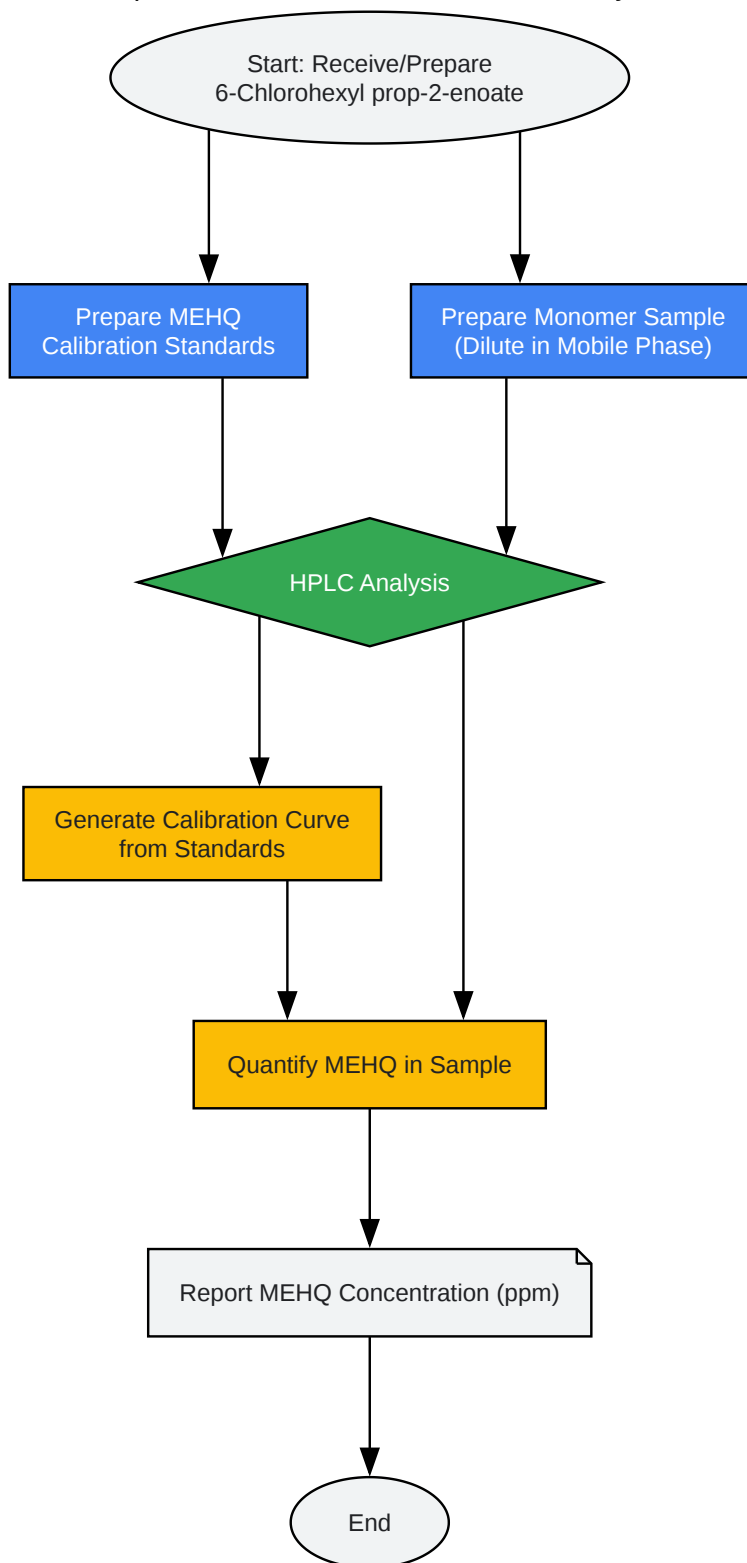 Start: Receive/Prepare
6-Chlorohexyl prop-2-enoate
Prepare MEHQ
Calibration Standards
Prepare Monomer Sample
(Dilute in Mobile Phase)
HPLC Analysis
Generate Calibration Curve
from Standards
Quantify MEHQ in Sample
Report MEHQ Concentration (ppm)
End